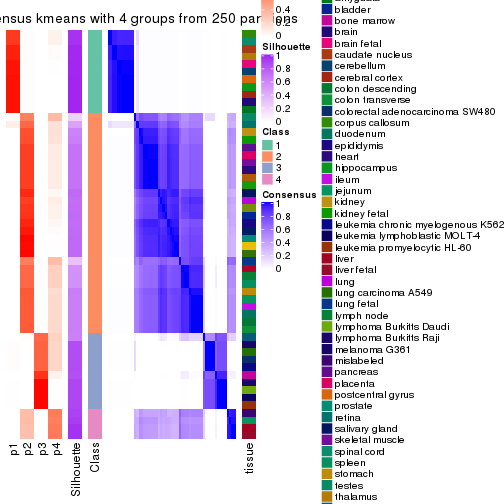 ensus kmeans with 4 groups from 250 par
ns
0.4
0.2
0
Silhouette
1
0.8
0.6
0.4
0.2
0
Class
1
2
3
4
Consensus
1
0.8
0.6
0.4
0.2
0
p1
p2
p3
p4
Silhouette
Class
tissue
bladder
bone marrow
brain
brain fetal
caudate nucleus
cerebellum
cerebral cortex
colon descending
colon transverse
colorectal adenocarcinoma SW480
corpus callosum
duodenum
epididymis
heart
hippocampus
ileum
jejunum
kidney
kidney fetal
leukemia chronic myelogenous K562
leukemia lymphoblastic MOLT-4
leukemia promyelocytic HL-60
liver
liver fetal
lung
lung carcinoma A549
lung fetal
lymph node
lymphoma Burkitts Daudi
lymphoma Burkitts Raji
melanoma G361
mislabeled
pancreas
placenta
postcentral gyrus
prostate
retina
salivary gland
skeletal muscle
spinal cord
spleen
stomach
testes
thalamus